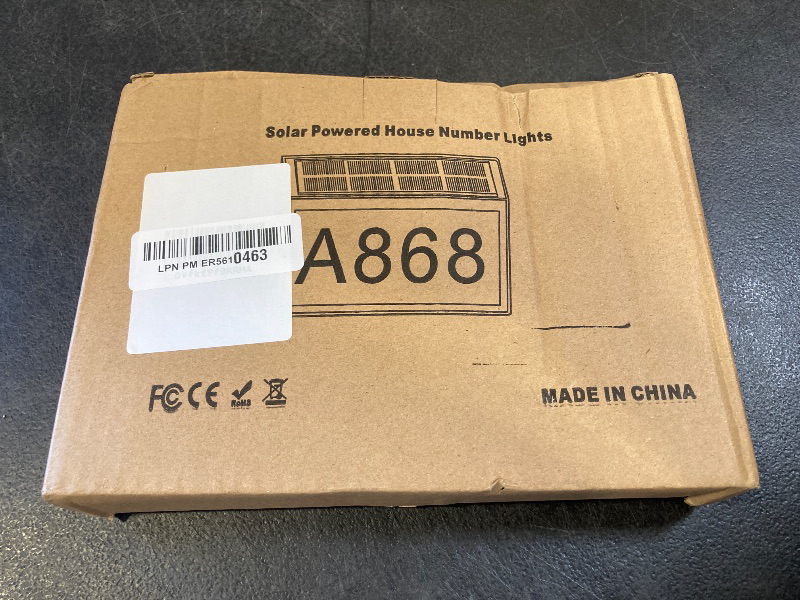 Solar Powered House Number Lights
A868
LPN PM ER5610463
FC CE RoHS
MADE IN CHINA